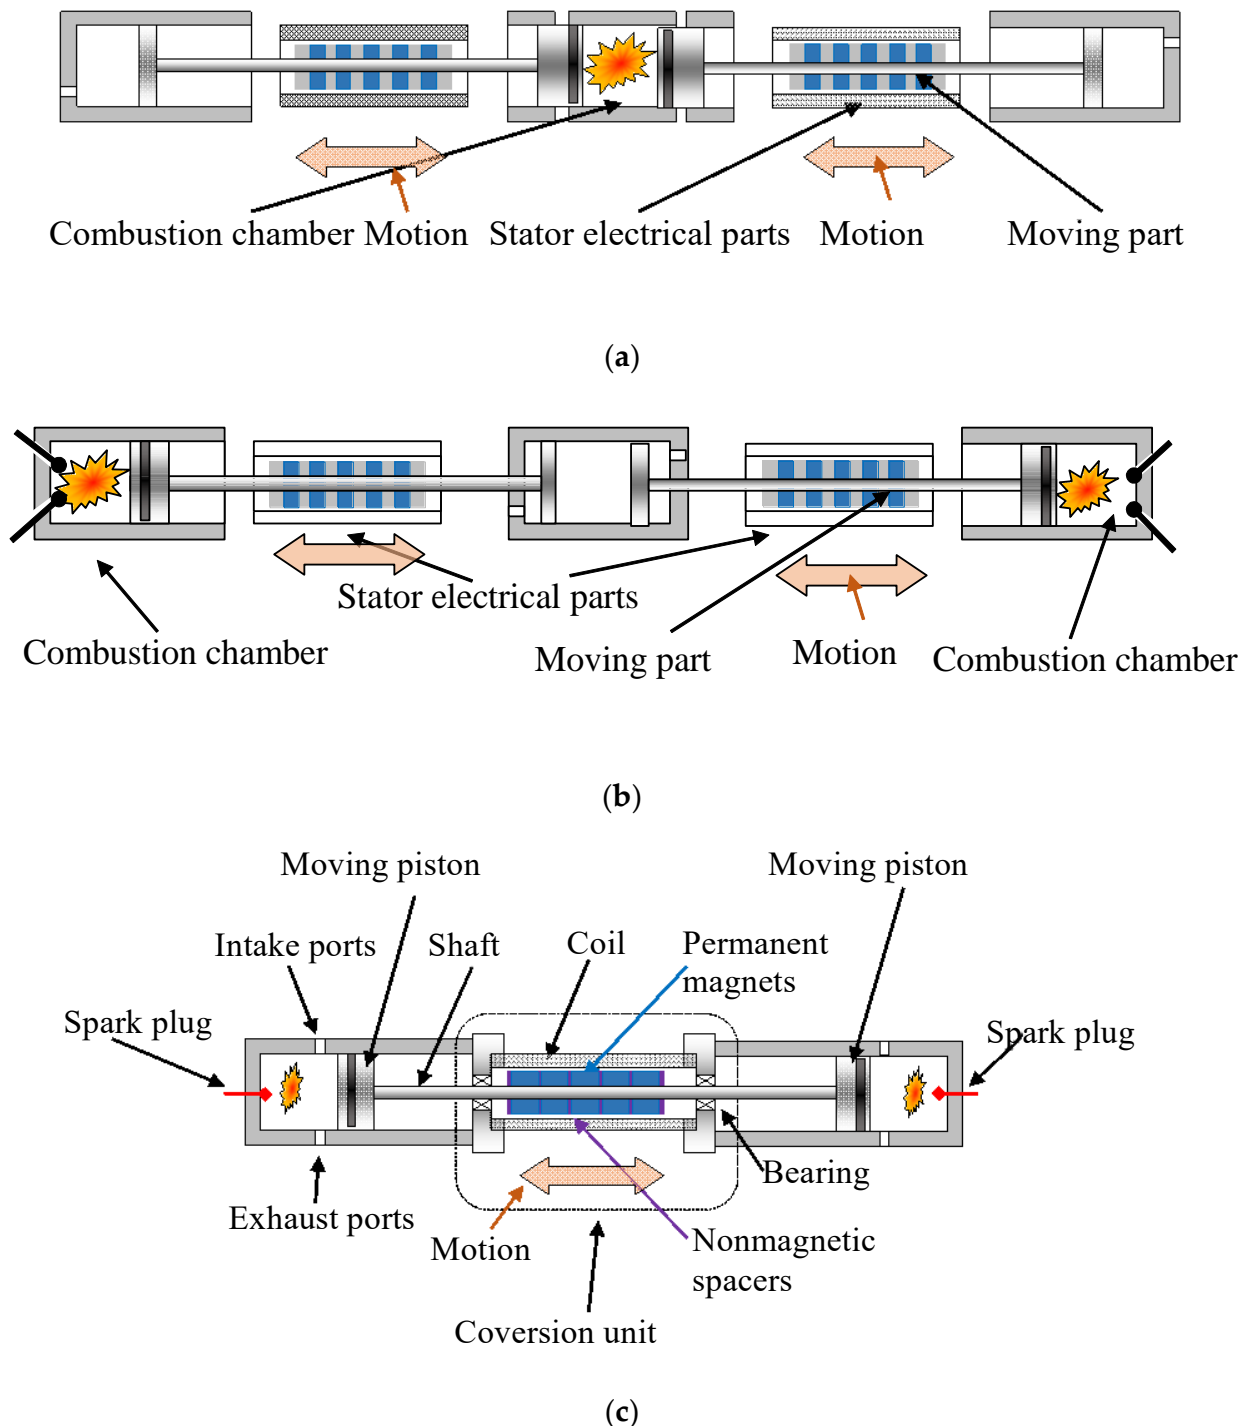 Combustion chamber Motion Stator electrical parts Motion Moving part
(a)
Stator electrical parts
Combustion chamber Moving part Motion Combustion chamber
(b)
Moving piston Moving piston
Intake ports Shaft Coil Permanent
magnets
Spark plug Spark plug
Bearing
Exhaust ports Motion Nonmagnetic
spacers
Coversion unit
(c)